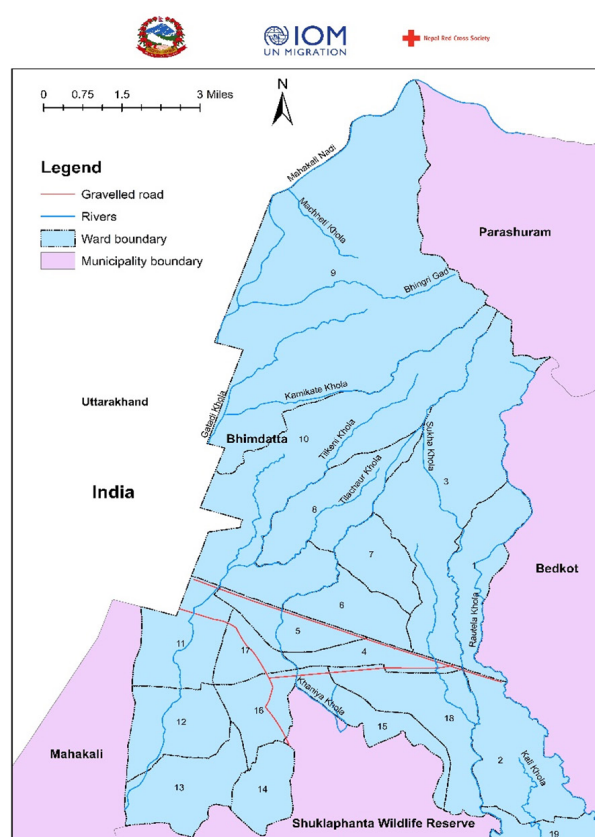 IOM
UN MIGRATION
Nepal Red Cross Society
N
0 0.75 1.5 3 Miles
Legend
Gravelled road
Rivers
Ward boundary
Municipality boundary
Mahakali Nadi
Machheti Khola
Parashuram
9
Bhingri Gad
Uttarakhand
Gatadi Khola
Kamikate Khola
Bhimdatta
10
Tilkeni Khola
Sukha Khola
India
Tilachaur Khola
3
8
7
Bedkot
6
Rautela Khola
5
4
11
17
Khaniya Khola
16
12
15
18
Mahakali
2
Kali Khola
13
14
Shuklaphanta Wildlife Reserve
19